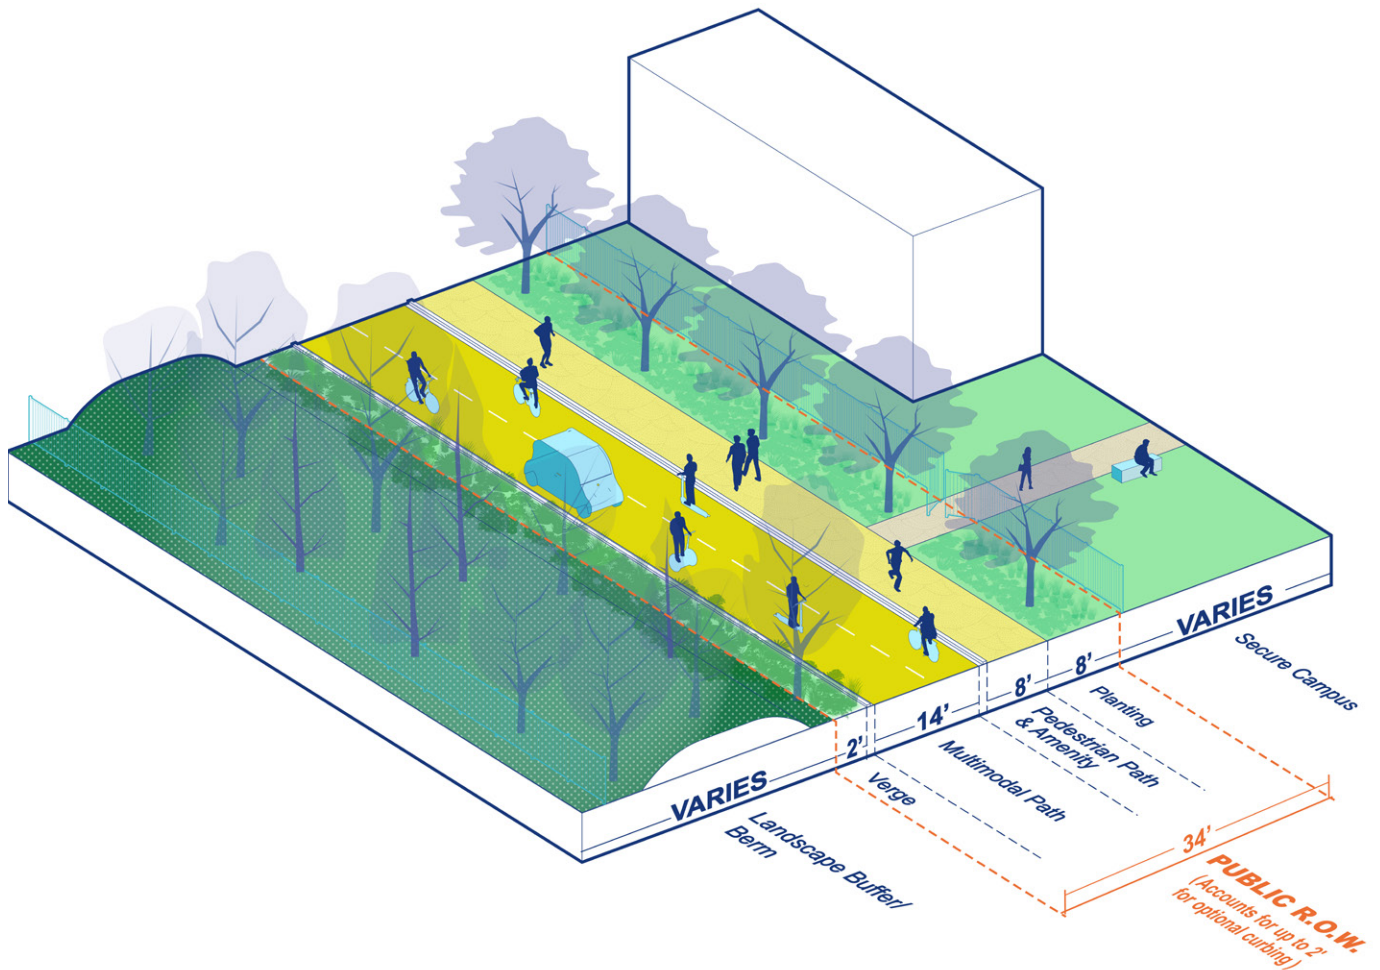 VARIES
2’
14’
8’
8’
VARIES
Landscape Buffer/
Berm
Verge
Multimodal Path
Pedestrian Path
& Amenity
Planting
Secure Campus
34’
PUBLIC R.O.W.
(Accounts for up to 2’
for optional curbing)